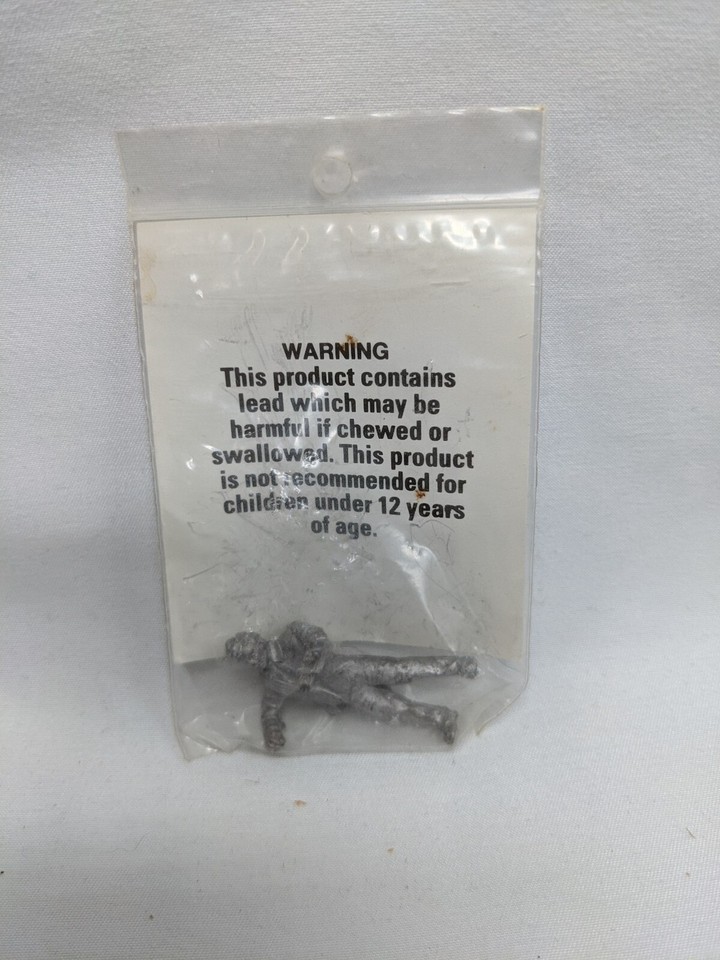 WARNING
This product contains
lead which may be
harmful if chewed or
swallowed. This product
is not recommended for
children under 12 years
of age.